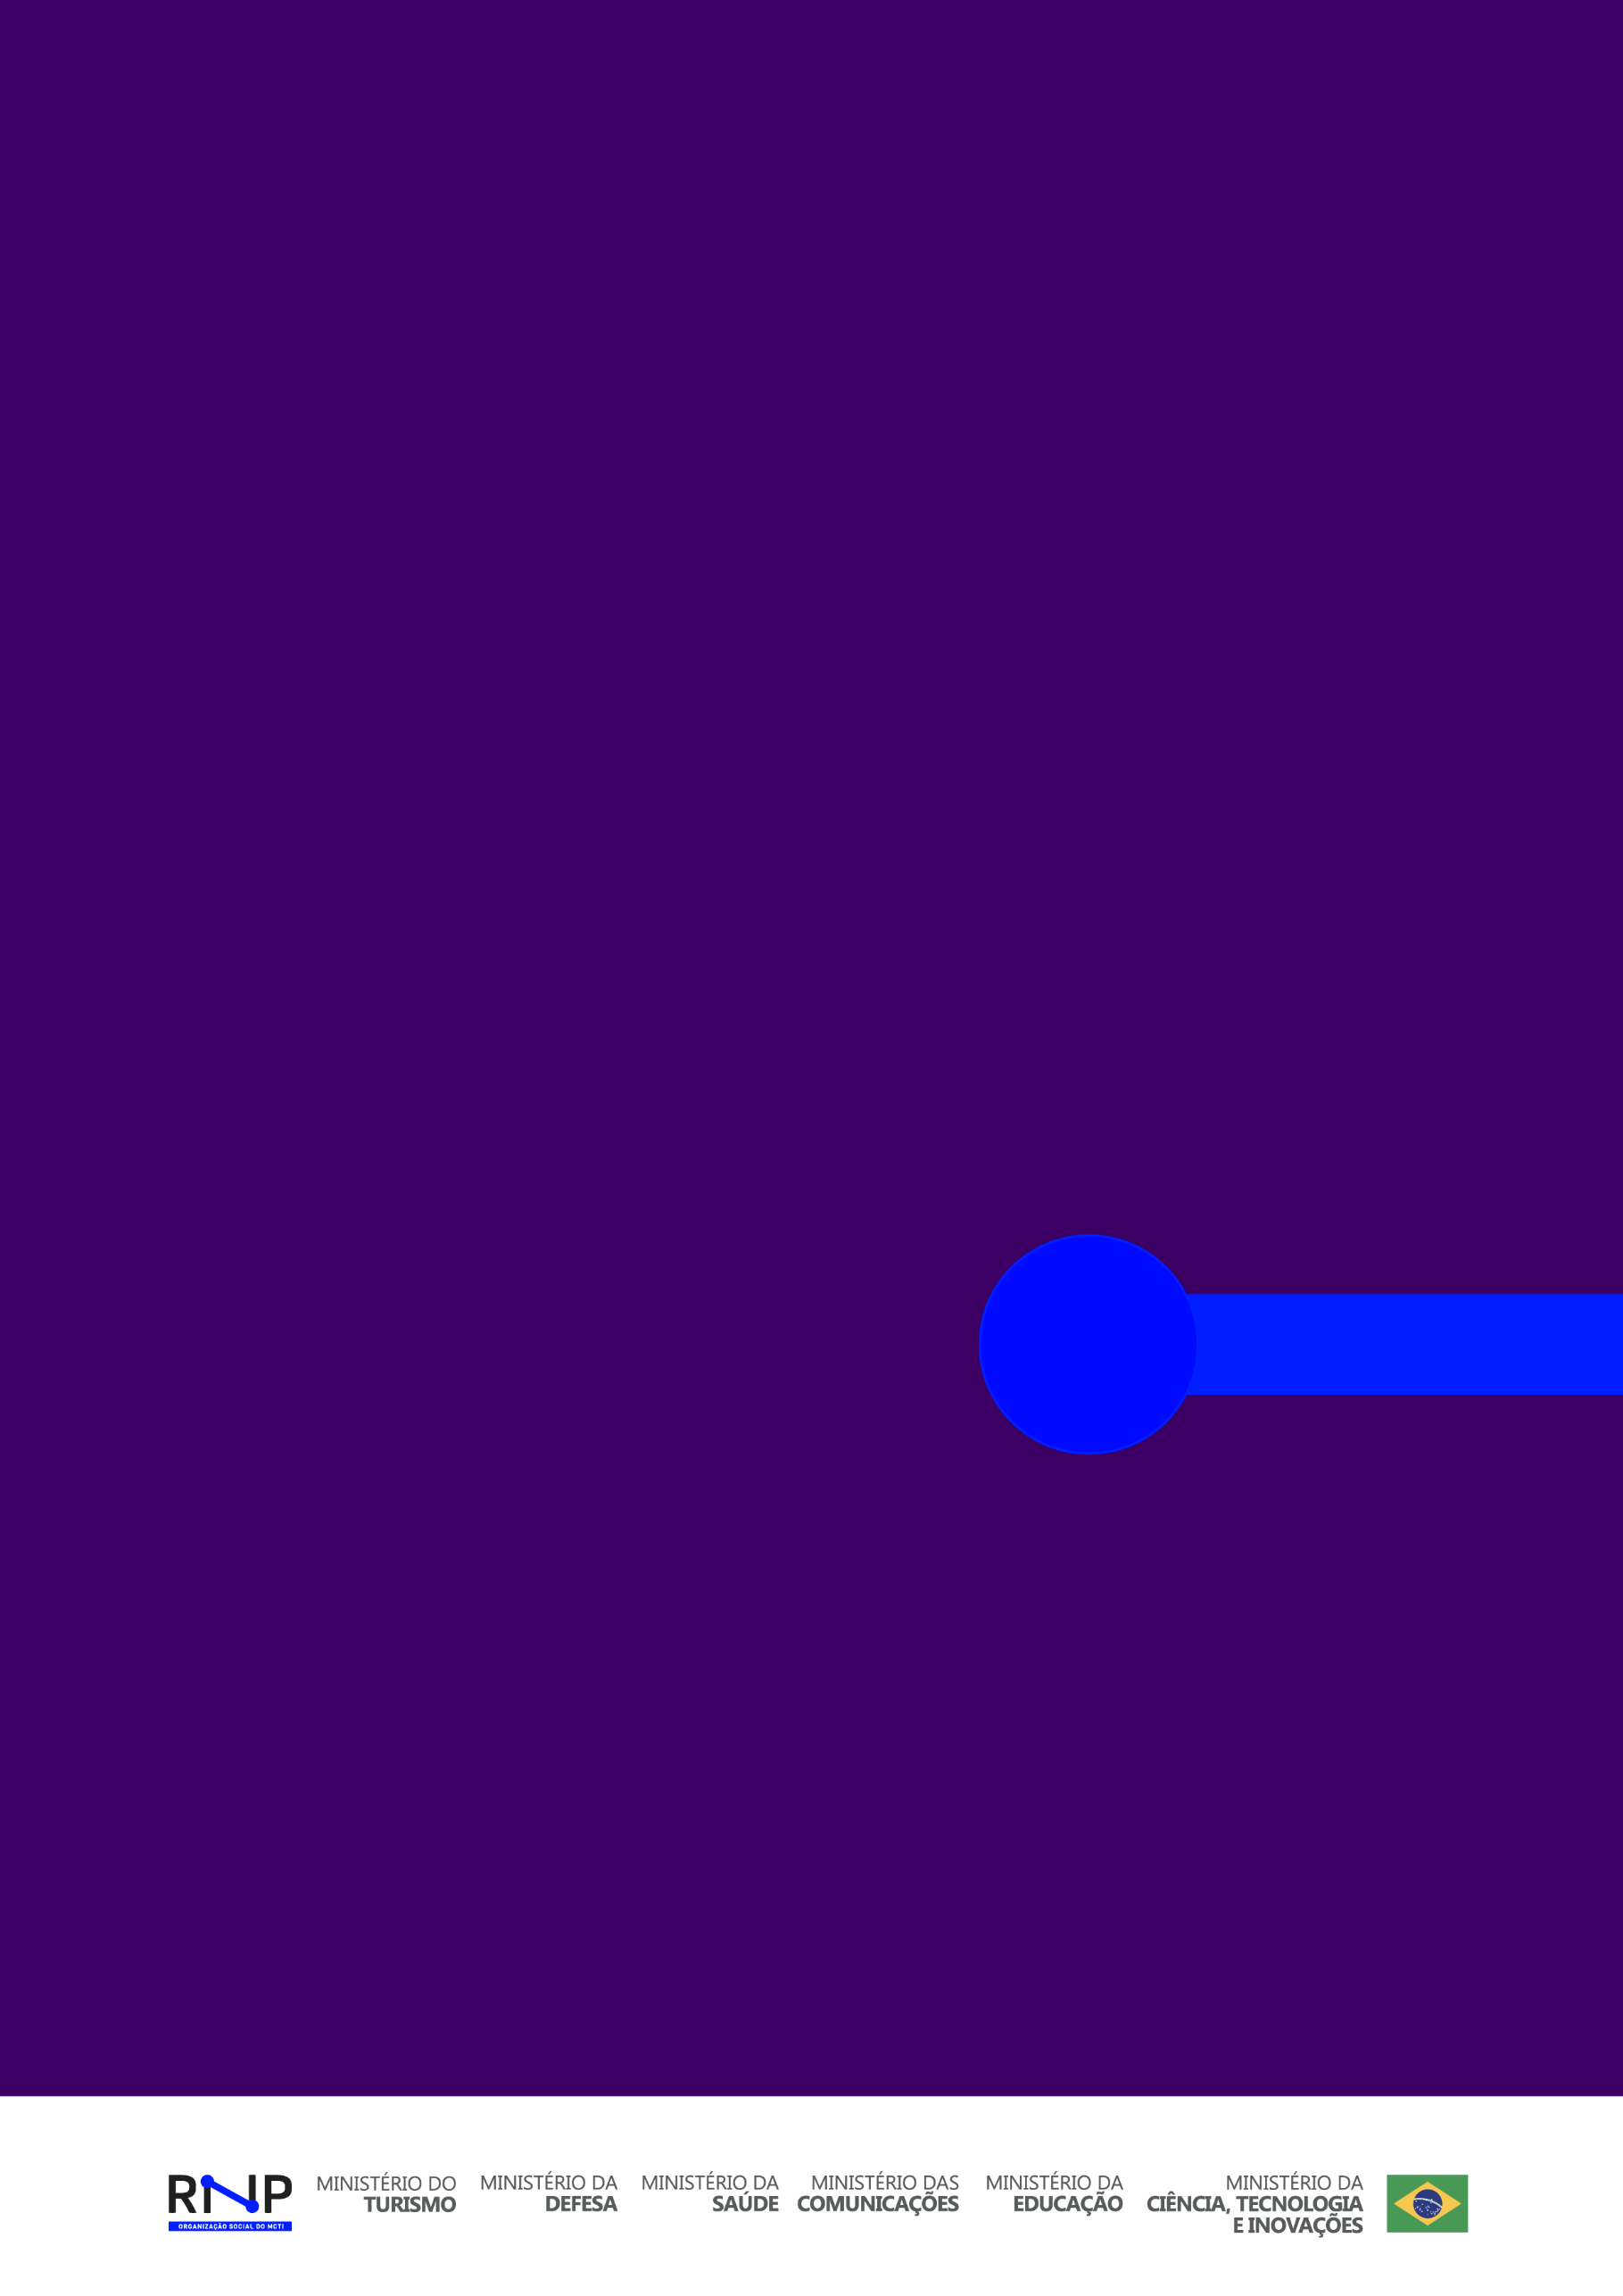 RNP
ORGANIZAÇÃO SOCIAL DO MCTI
MINISTÉRIO DO
TURISMO
MINISTÉRIO DA
DEFESA
MINISTÉRIO DA
SAÚDE
MINISTÉRIO DAS
COMUNICAÇÕES
MINISTÉRIO DA
EDUCAÇÃO
MINISTÉRIO DA
CIÊNCIA, TECNOLOGIA
E INOVAÇÕES